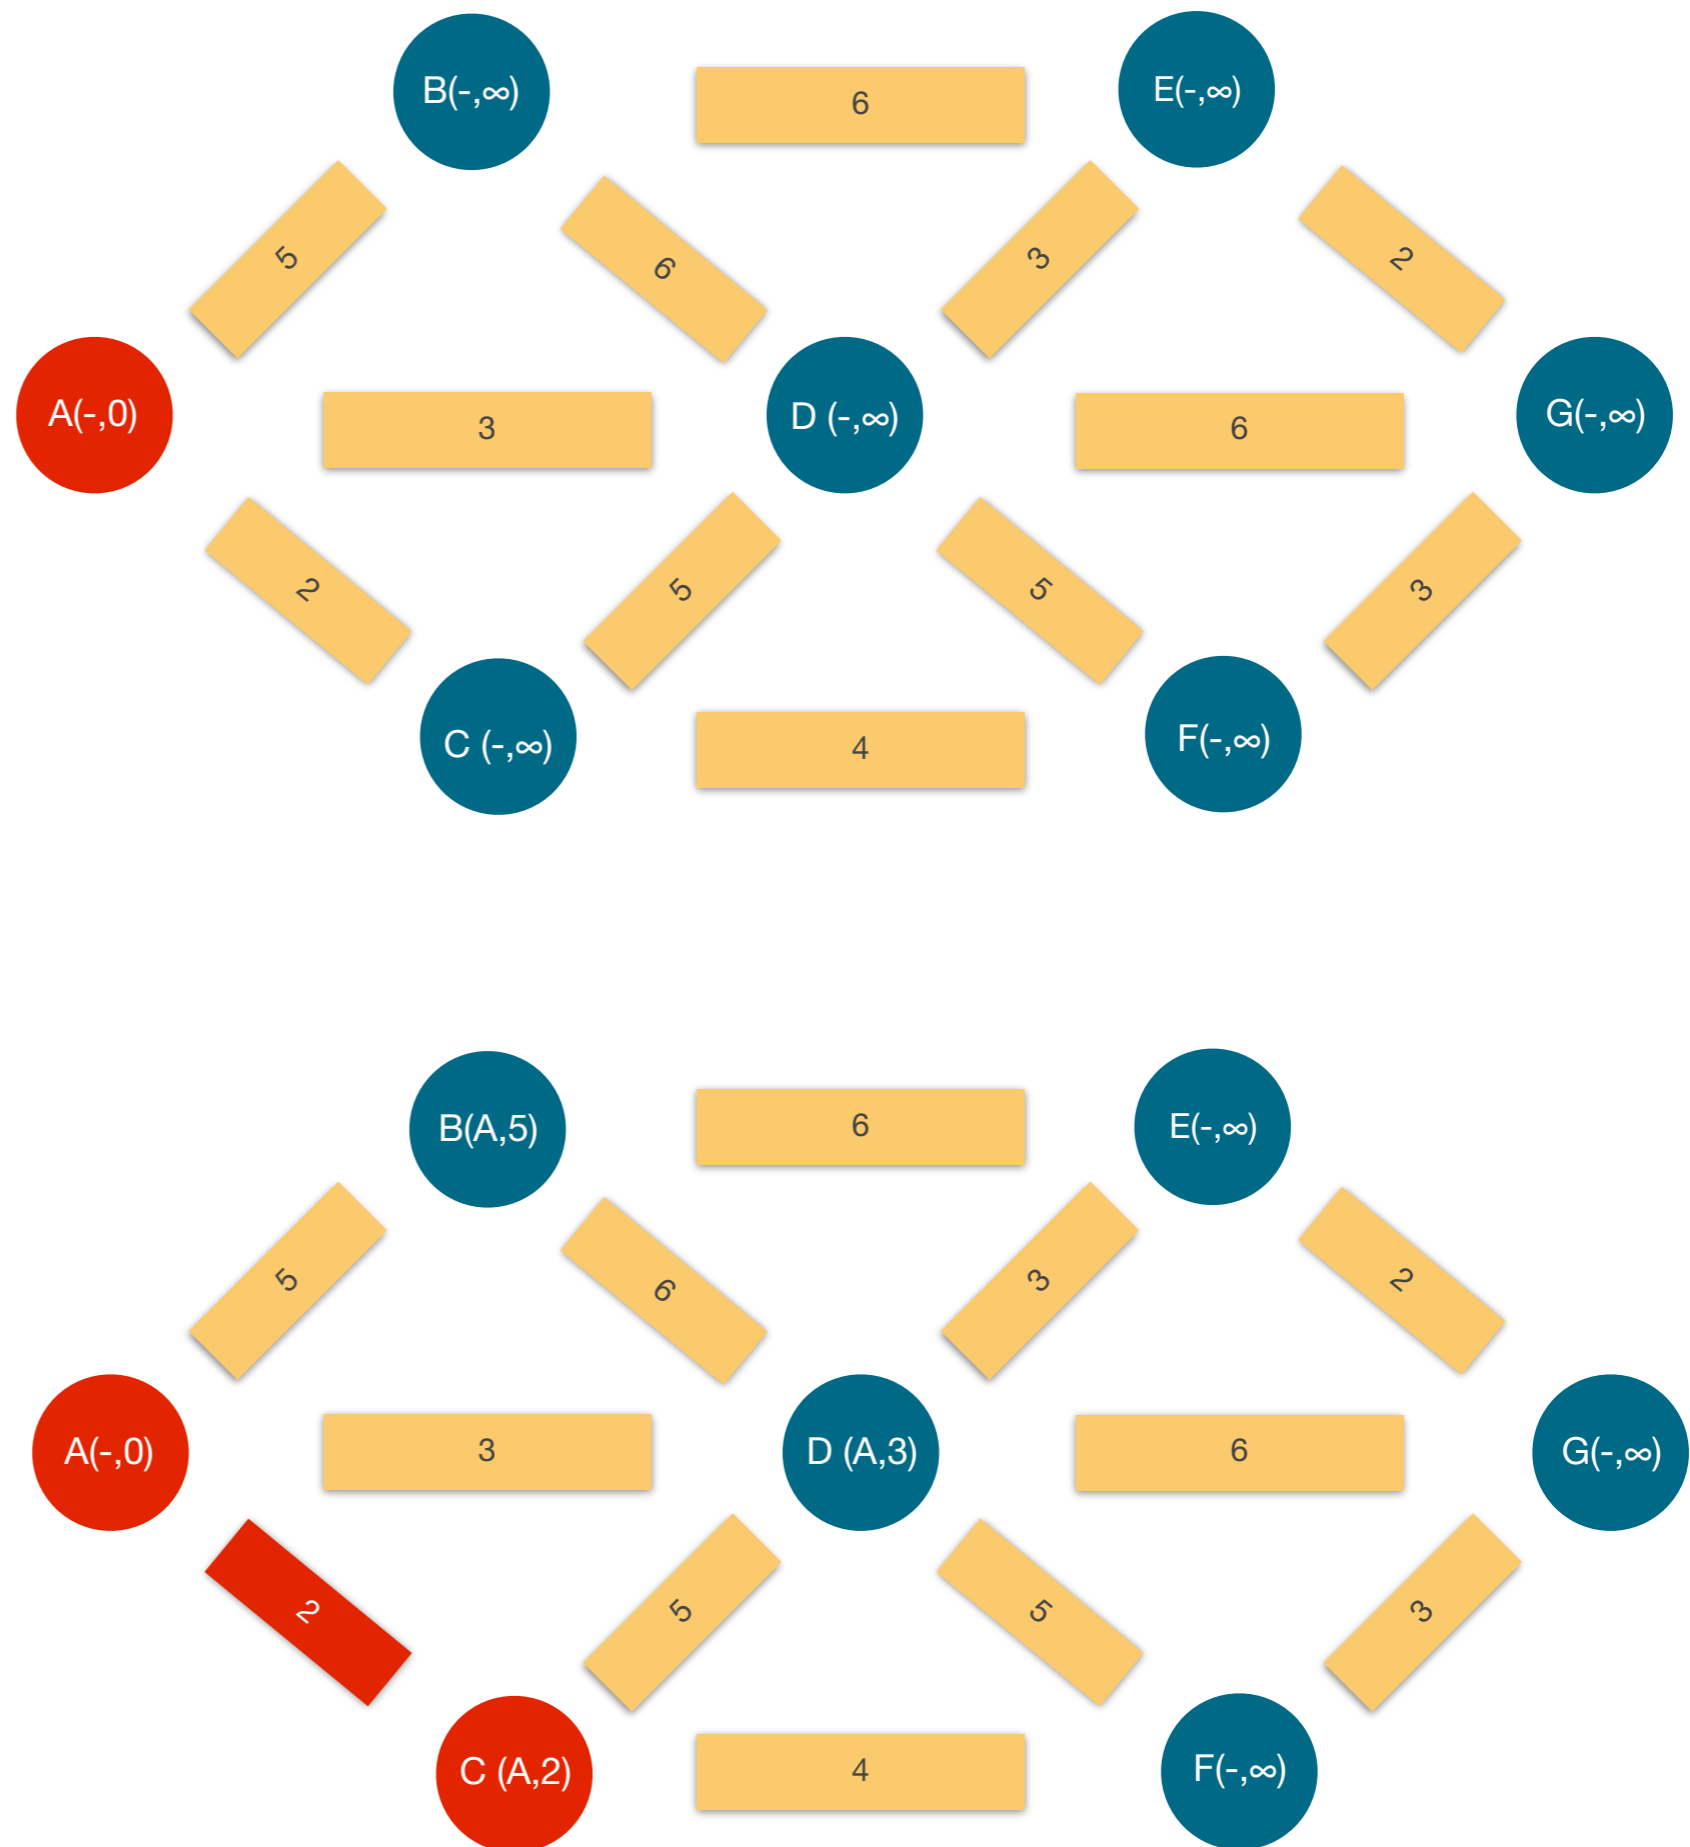 B(-,∞)
6
E(-,∞)
5
6
3
2
A(-,0)
3
D (-,∞)
6
G(-,∞)
2
5
5
3
C (-,∞)
4
F(-,∞)
B(A,5)
6
E(-,∞)
5
6
3
2
A(-,0)
3
D (A,3)
6
G(-,∞)
2
5
5
3
C (A,2)
4
F(-,∞)